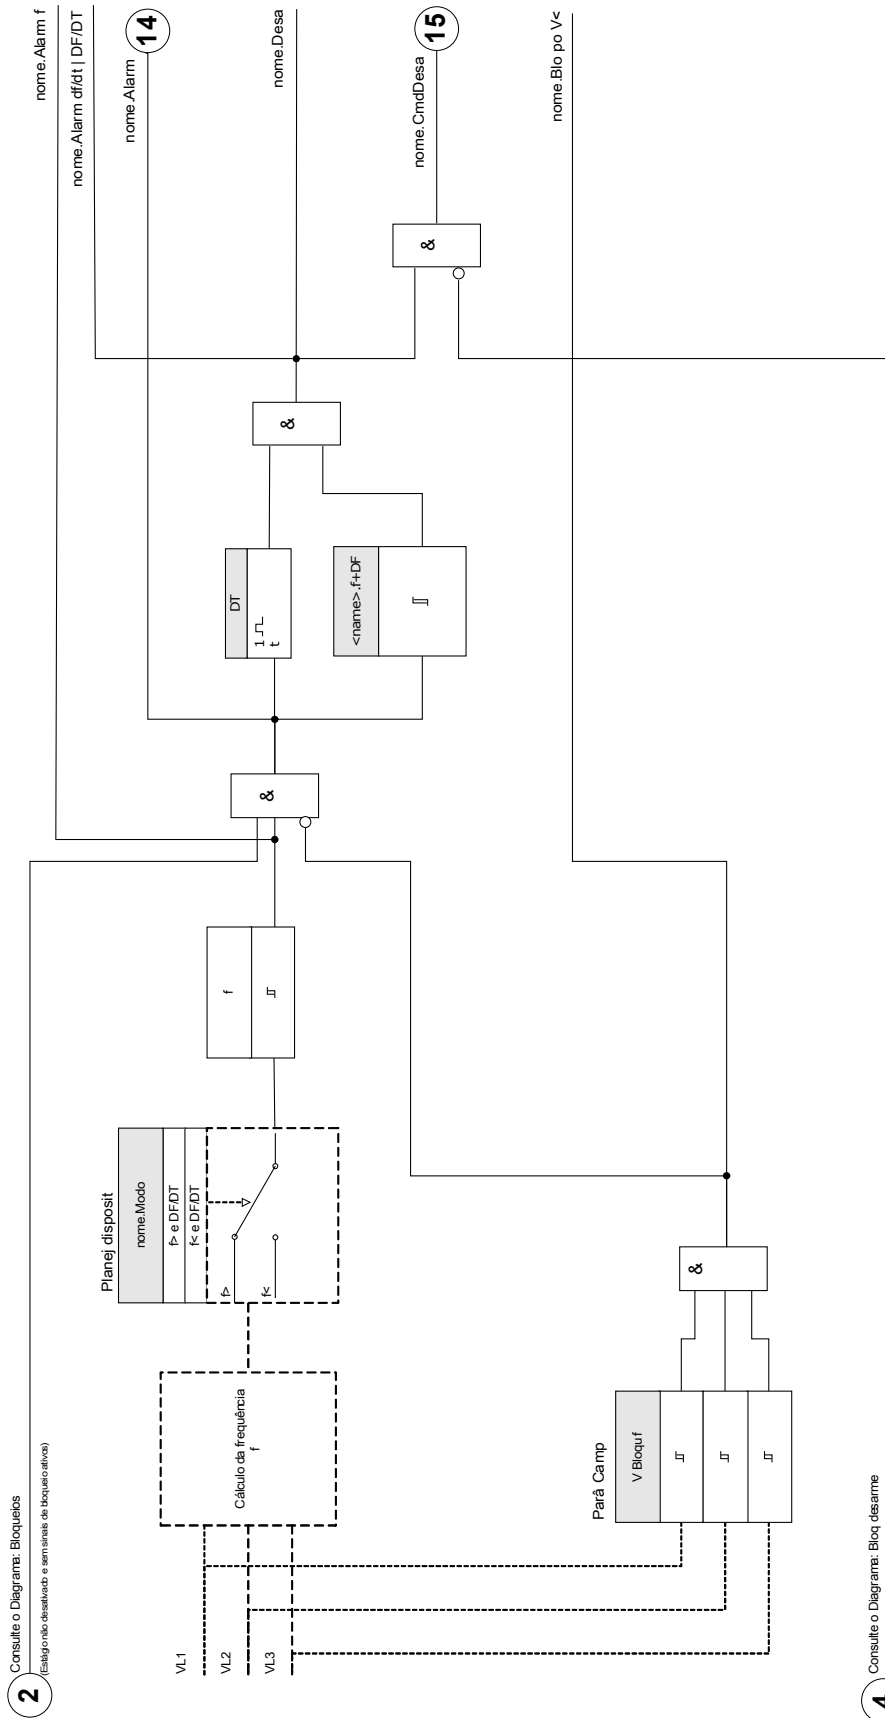 2
Consulte o Diagrama: Bloqueios
(Estágio não desativado e sem sinais de bloqueio ativos)
VL1
VL2
VL3
Cálculo da frequência
f
Planej disposit
nome.Modo
f> e DF/DT
f< e DF/DT
f>
f<
f
&
DT
1
t
<name>.f+DF
&
&
nome.Alarm f
nome.Alarm df/dt | DF/DT
nome.Alarm
14
nome.Desa
nome.CmdDesa
15
nome.Blo po V<
Parâ Camp
V Bloqu f
&
4
Consulte o Diagrama: Bloq desarme